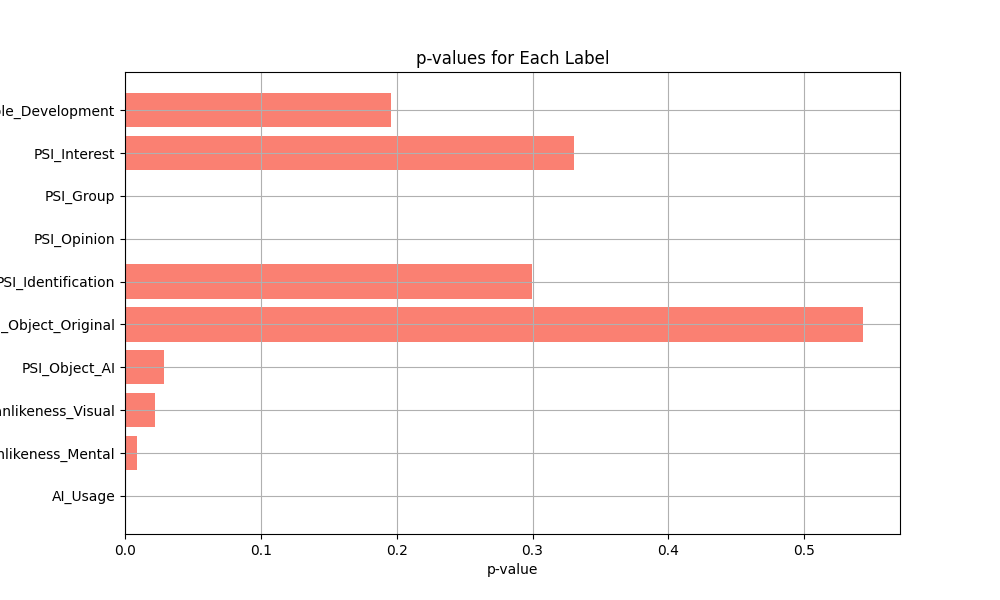 p-values for Each Label
le_Development
PSI_Interest
PSI_Group
PSI_Opinion
PSI_Identification
_Object_Original
PSI_Object_AI
nlikeness_Visual
nlikeness_Mental
AI_Usage
0.0 0.1 0.2 0.3 0.4 0.5
p-value